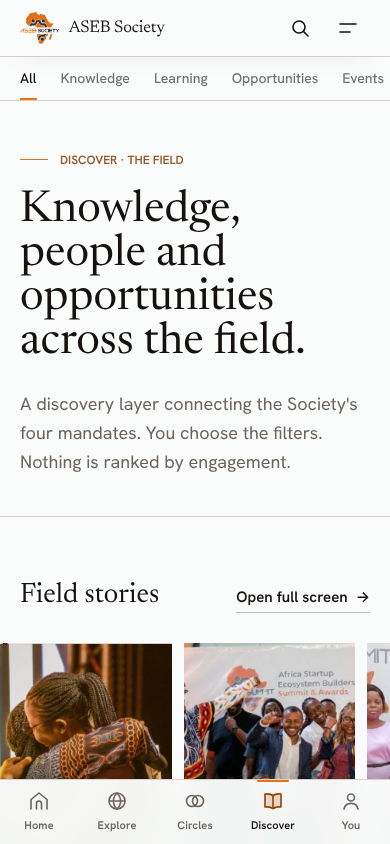 ASEB Society
All Knowledge Learning Opportunities Events
DISCOVER · THE FIELD
Knowledge,
people and
opportunities
across the field.
A discovery layer connecting the Society's
four mandates. You choose the filters.
Nothing is ranked by engagement.
Field stories
Open full screen →
Africa Startup
Ecosystem Builders
Summit & Awards
Home Explore Circles Discover You